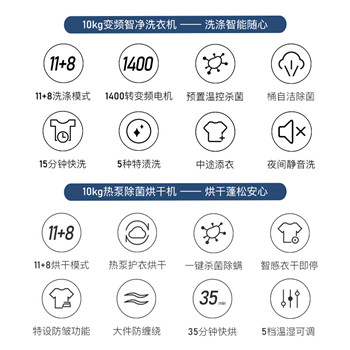 10kg变频智净洗衣机 —— 洗涤智能随心
11+8 1400
11+8洗涤模式 1400转变频电机 预置温控杀菌 桶自洁除菌
15分钟快洗 5种特渍洗 中途添衣 夜间静音洗
10kg热泵除菌烘干机 —— 烘干蓬松安心
11+8
11+8烘干模式 热泵护衣烘干 一键杀菌除螨 智感衣干即停
35min
特设防皱功能 大件防缠绕 35分钟快烘 5档温湿可调